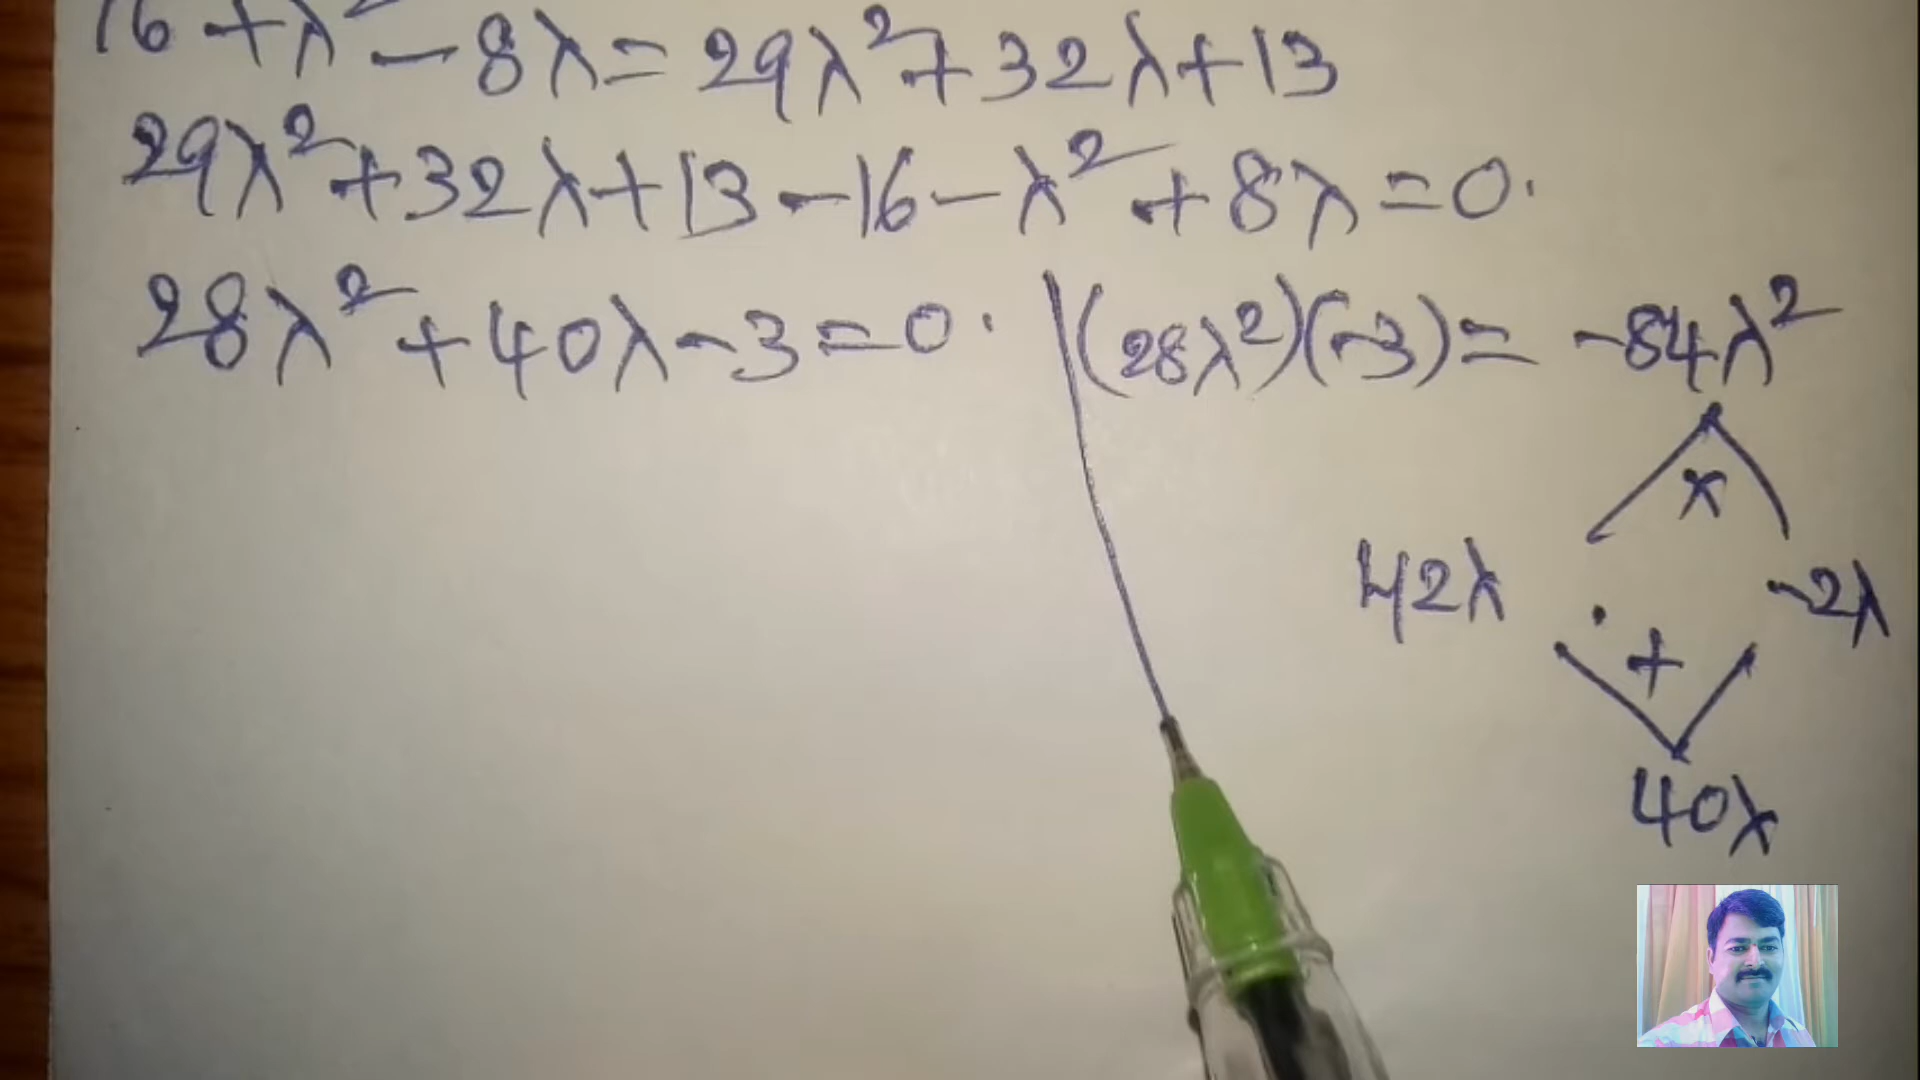 16 + λ² - 8λ = 29λ² + 32λ + 13
29λ² + 32λ + 13 - 16 - λ² + 8λ = 0.
28λ² + 40λ - 3 = 0. | (28λ²)(-3) = -84λ²
×
42λ -2λ
+
40λ